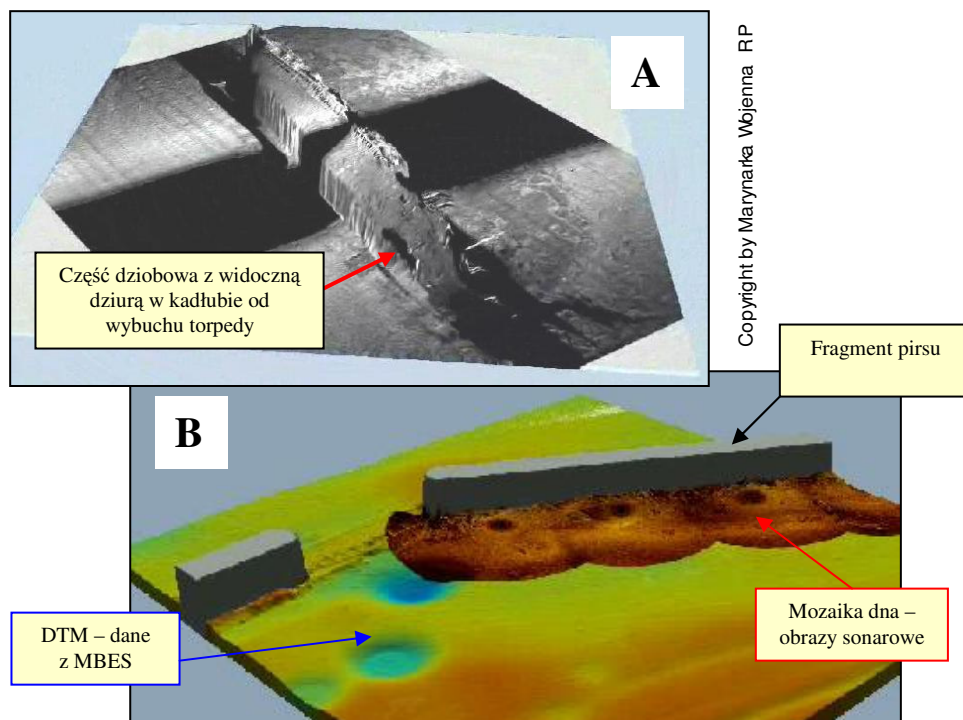 A
Copyright by Marynarka Wojenna RP
Część dziobowa z widoczną
dziurą w kadłubie od
wybuchu torpedy
Fragment pirsu
B
DTM – dane
z MBES
Mozaika dna –
obrazy sonarowe